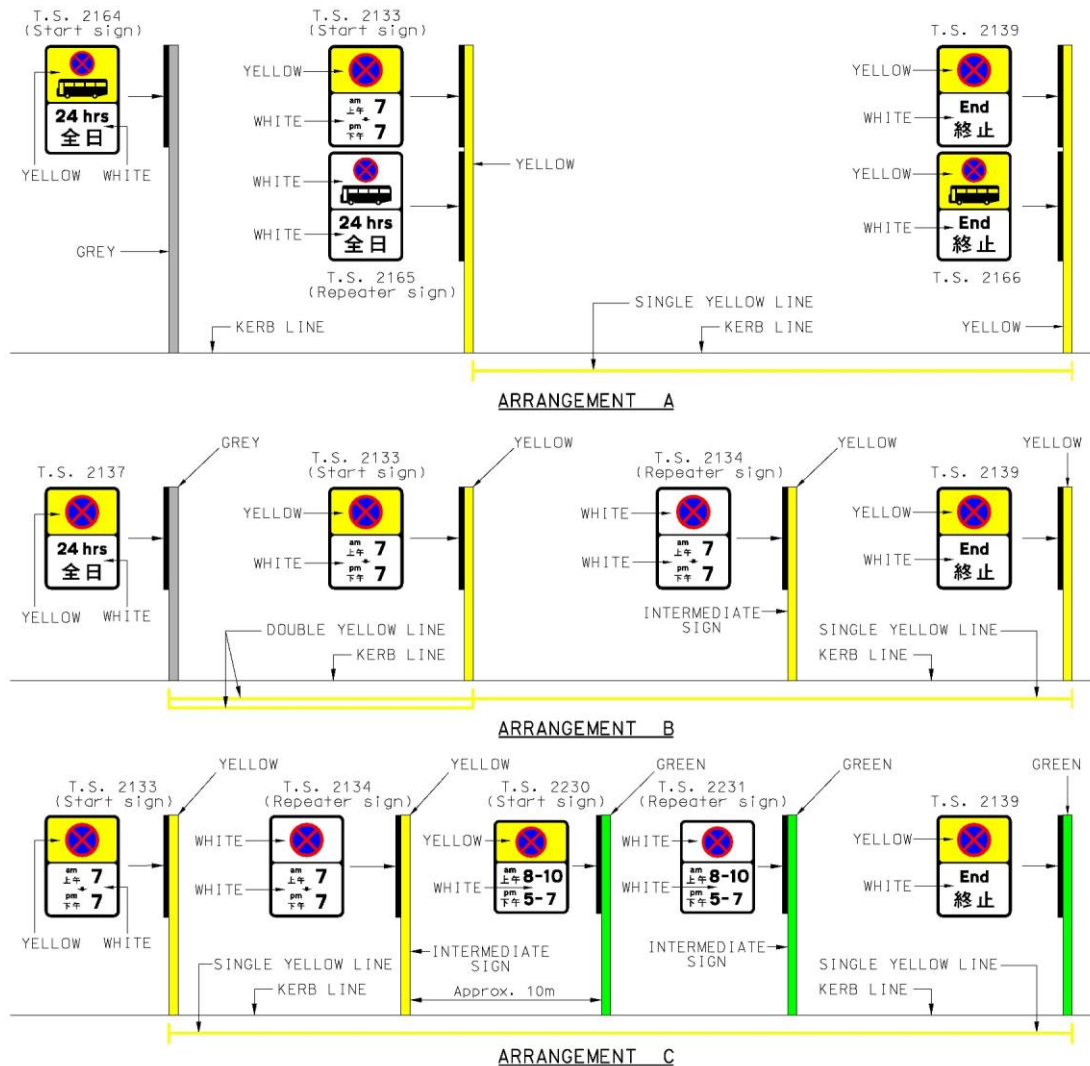 T.S. 2164
(Start sign)
24 hrs
全日
YELLOW WHITE
GREY
T.S. 2133
(Start sign)
YELLOW
am
上午 7
-
pm
下午 7
WHITE
WHITE
24 hrs
全日
WHITE
T.S. 2165
(Repeater sign)
YELLOW
T.S. 2139
YELLOW
End
終止
WHITE
YELLOW
End
終止
WHITE
T.S. 2166
SINGLE YELLOW LINE
KERB LINE
KERB LINE
YELLOW
ARRANGEMENT A
GREY
T.S. 2137
24 hrs
全日
YELLOW WHITE
T.S. 2133
(Start sign)
YELLOW
YELLOW
WHITE
am
上午 7
-
pm
下午 7
T.S. 2134
(Repeater sign)
YELLOW
WHITE
WHITE
am
上午 7
-
pm
下午 7
INTERMEDIATE
SIGN
T.S. 2139
YELLOW
YELLOW
WHITE
End
終止
DOUBLE YELLOW LINE
KERB LINE
SINGLE YELLOW LINE
KERB LINE
ARRANGEMENT B
T.S. 2133
(Start sign)
YELLOW
am
上午 7
-
pm
下午 7
YELLOW WHITE
T.S. 2134
(Repeater sign)
YELLOW
WHITE
WHITE
am
上午 7
-
pm
下午 7
INTERMEDIATE
SIGN
T.S. 2230
(Start sign)
GREEN
YELLOW
WHITE
am
上午 8-10
pm
下午 5-7
T.S. 2231
(Repeater sign)
GREEN
WHITE
WHITE
am
上午 8-10
pm
下午 5-7
INTERMEDIATE
SIGN
T.S. 2139
GREEN
YELLOW
WHITE
End
終止
SINGLE YELLOW LINE
KERB LINE
Approx. 10m
SINGLE YELLOW LINE
KERB LINE
ARRANGEMENT C